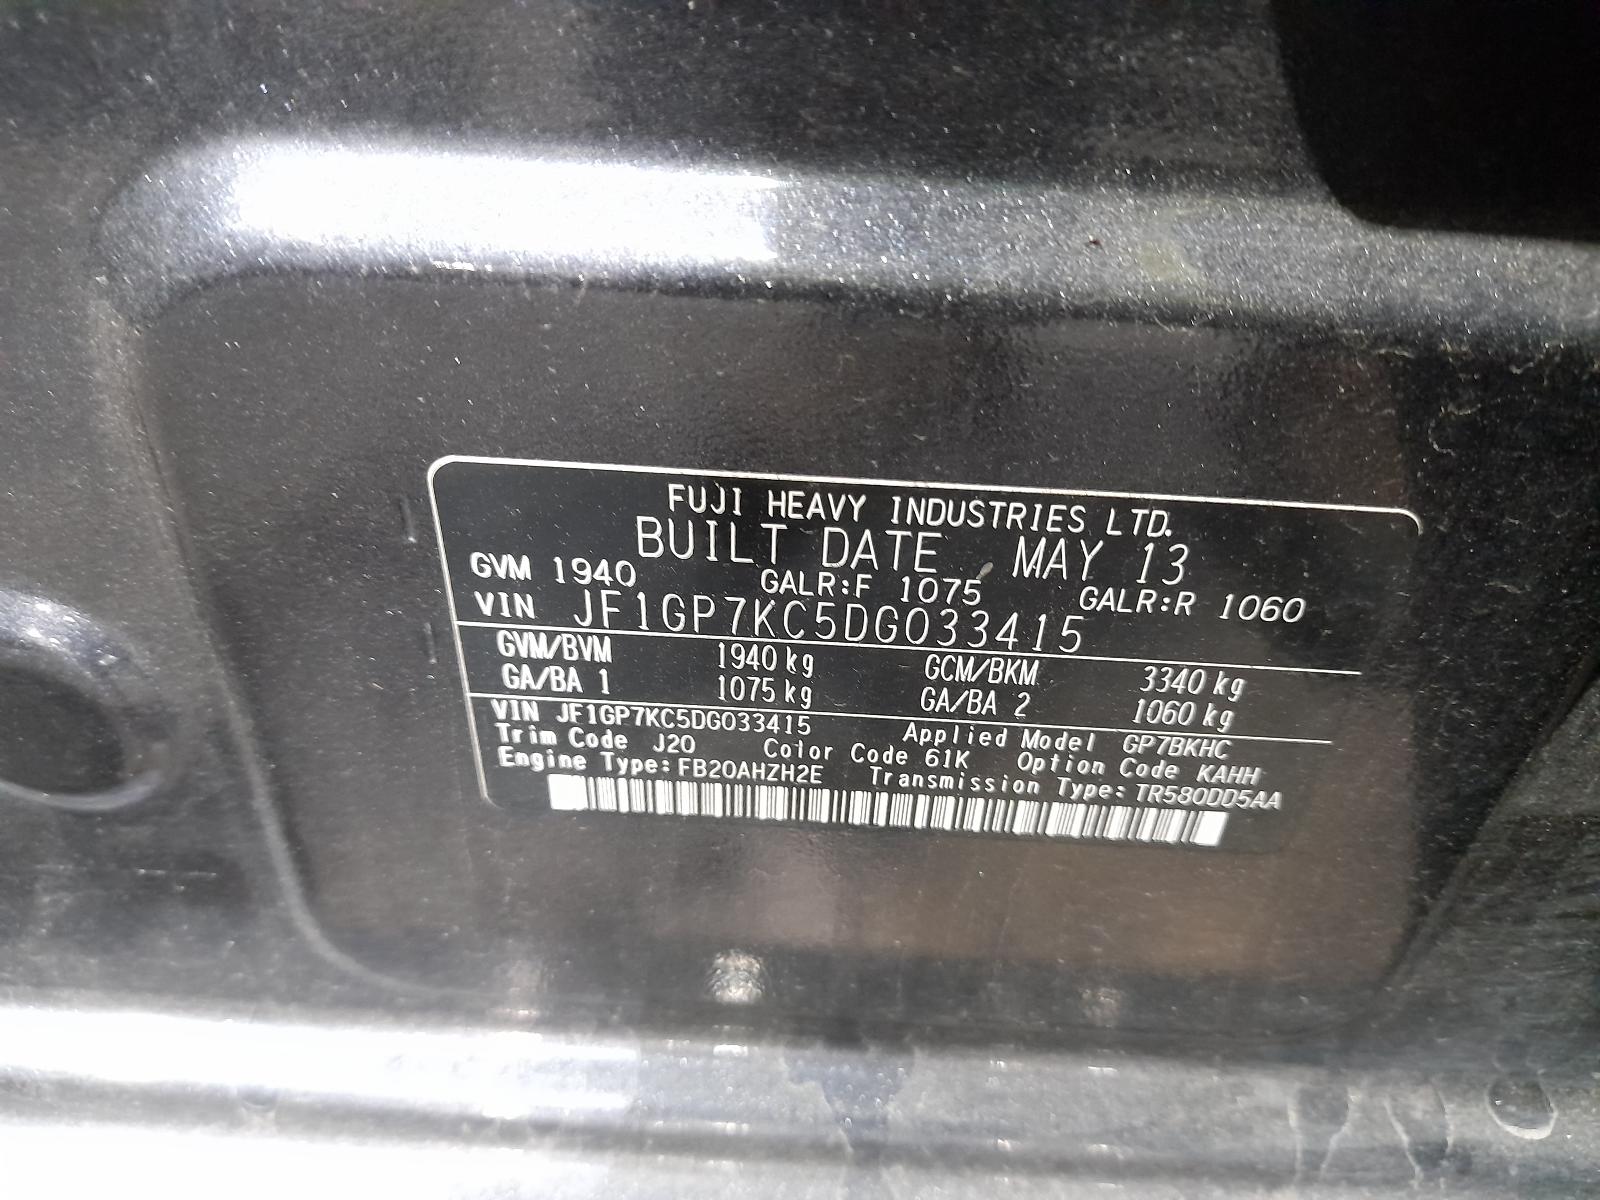 FUJI HEAVY INDUSTRIES LTD.
BUILT DATE MAY 13
GVM 1940 GALR:F 1075 GALR:R 1060
VIN JF1GP7KC5DG033415
GVM/BVM 1940 kg GCM/BKM 3340 kg
GA/BA 1 1075 kg GA/BA 2 1060 kg
VIN JF1GP7KC5DG033415 Applied Model GP7BKHC
Trim Code J20 Color Code 61K Option Code KAHH
Engine Type: FB20AHZH2E Transmission Type: TR580DD5AA